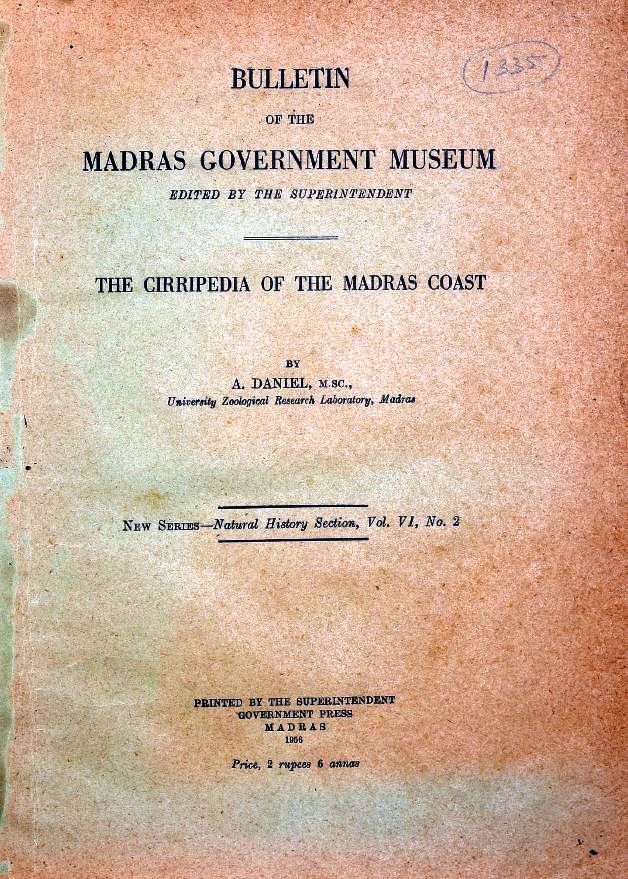 1335
BULLETIN
OF THE
MADRAS GOVERNMENT MUSEUM
EDITED BY THE SUPERINTENDENT
THE CIRRIPEDIA OF THE MADRAS COAST
BY
A. DANIEL, M.SC.,
University Zoological Research Laboratory, Madras
NEW SERIES—Natural History Section, Vol. VI, No. 2
PRINTED BY THE SUPERINTENDENT
GOVERNMENT PRESS
MADRAS
1956
Price, 2 rupees 6 annas